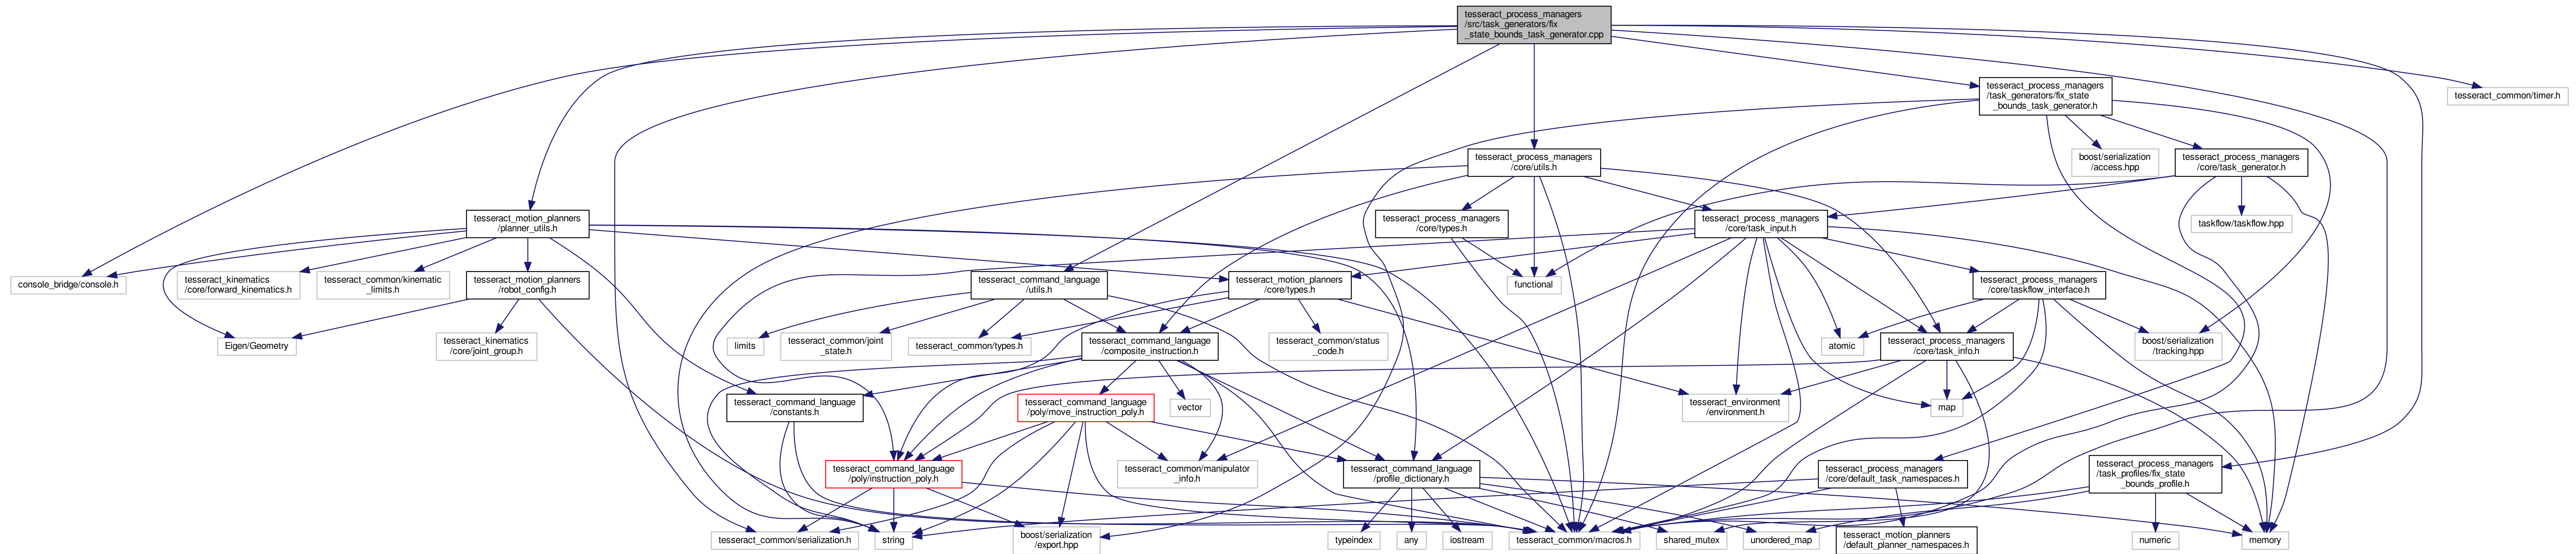 tesseract_process_managers
/src/task_generators/fix
_state_bounds_task_generator.cpp
tesseract_process_managers
/task_generators/fix_state
_bounds_task_generator.h
tesseract_common/timer.h
tesseract_process_managers
/core/utils.h
boost/serialization
/access.hpp
tesseract_process_managers
/core/task_generator.h
tesseract_motion_planners
/planner_utils.h
tesseract_process_managers
/core/types.h
tesseract_process_managers
/core/task_input.h
taskflow/taskflow.hpp
console_bridge/console.h
tesseract_kinematics
/core/forward_kinematics.h
tesseract_common/kinematic
_limits.h
tesseract_motion_planners
/robot_config.h
tesseract_command_language
/utils.h
tesseract_motion_planners
/core/types.h
functional
tesseract_process_managers
/core/taskflow_interface.h
Eigen/Geometry
tesseract_kinematics
/core/joint_group.h
limits
tesseract_common/joint
_state.h
tesseract_common/types.h
tesseract_command_language
/composite_instruction.h
tesseract_common/status
_code.h
atomic
tesseract_process_managers
/core/task_info.h
boost/serialization
/tracking.hpp
tesseract_command_language
/constants.h
tesseract_command_language
/poly/move_instruction_poly.h
vector
tesseract_environment
/environment.h
map
tesseract_command_language
/poly/instruction_poly.h
tesseract_common/manipulator
_info.h
tesseract_command_language
/profile_dictionary.h
tesseract_process_managers
/core/default_task_namespaces.h
tesseract_process_managers
/task_profiles/fix_state
_bounds_profile.h
tesseract_common/serialization.h
string
boost/serialization
/export.hpp
typeindex
any
iostream
tesseract_common/macros.h
shared_mutex
unordered_map
tesseract_motion_planners
/default_planner_namespaces.h
numeric
memory